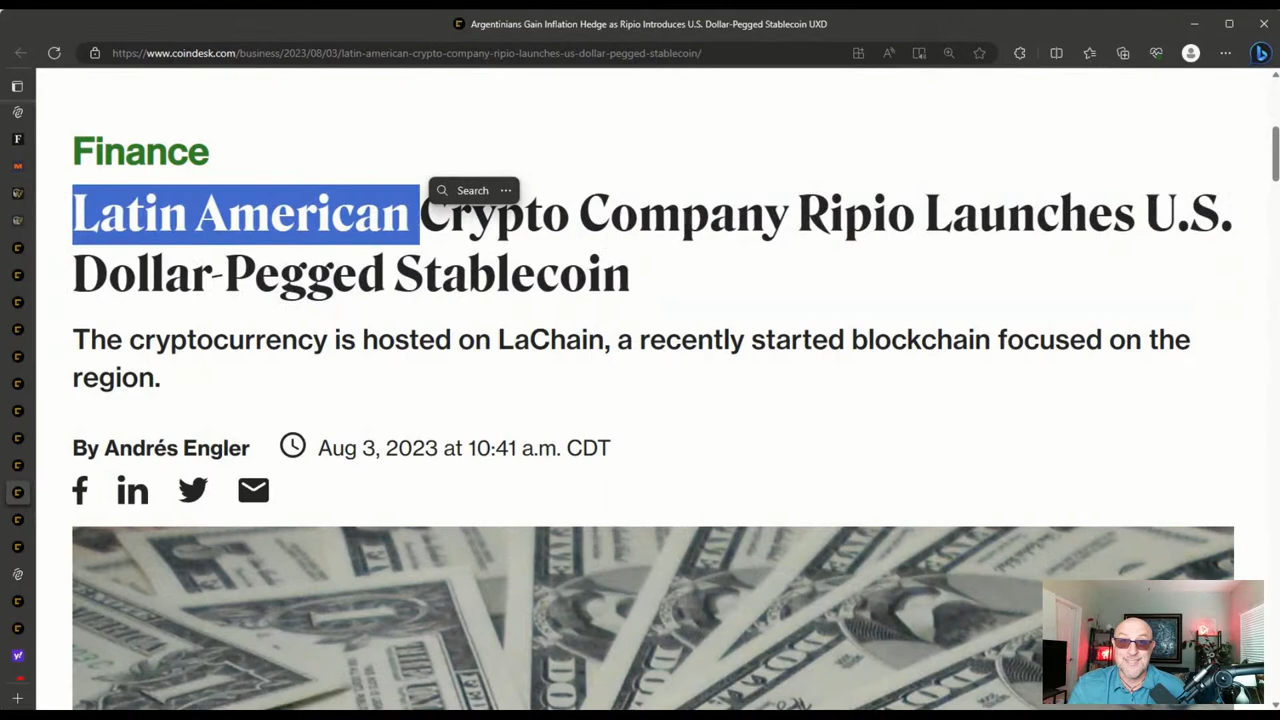 Argentinians Gain Inflation Hedge as Ripio Introduces U.S. Dollar-Pegged Stablecoin UXD
https://www.coindesk.com/business/2023/08/03/latin-american-crypto-company-ripio-launches-us-dollar-pegged-stablecoin/
Finance
Search
Latin American Crypto Company Ripio Launches U.S.
Dollar-Pegged Stablecoin
The cryptocurrency is hosted on LaChain, a recently started blockchain focused on the
region.
By Andrés Engler
Aug 3, 2023 at 10:41 a.m. CDT